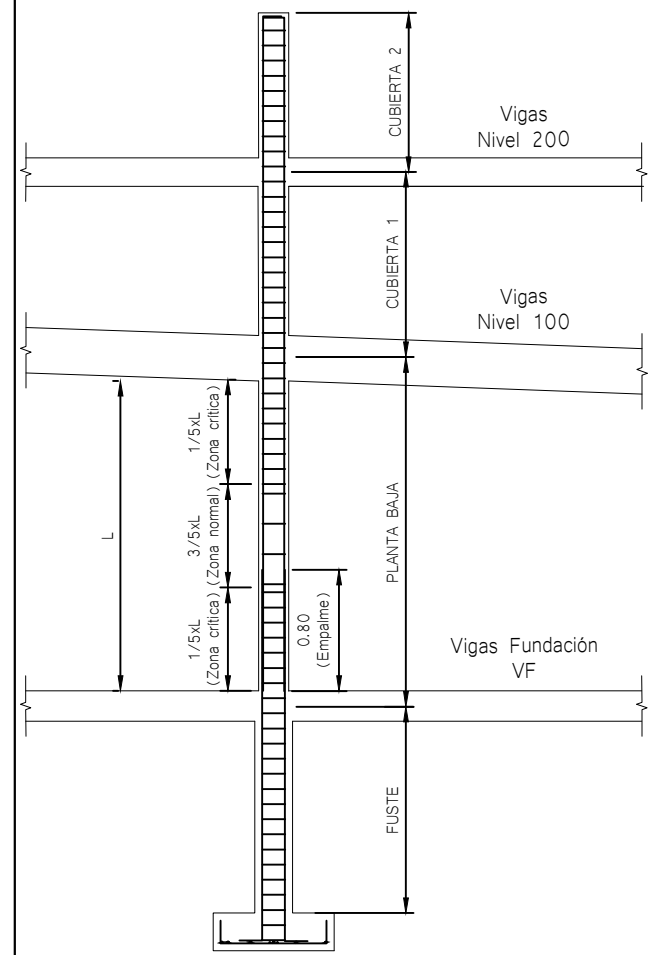 CUBIERTA 2
Vigas
Nivel 200
CUBIERTA 1
Vigas
Nivel 100
1/5xL
(Zona crítica)
L
3/5xL
(Zona normal)
PLANTA BAJA
1/5xL
(Zona crítica)
0.80
(Empalme)
Vigas Fundación
VF
FUSTE